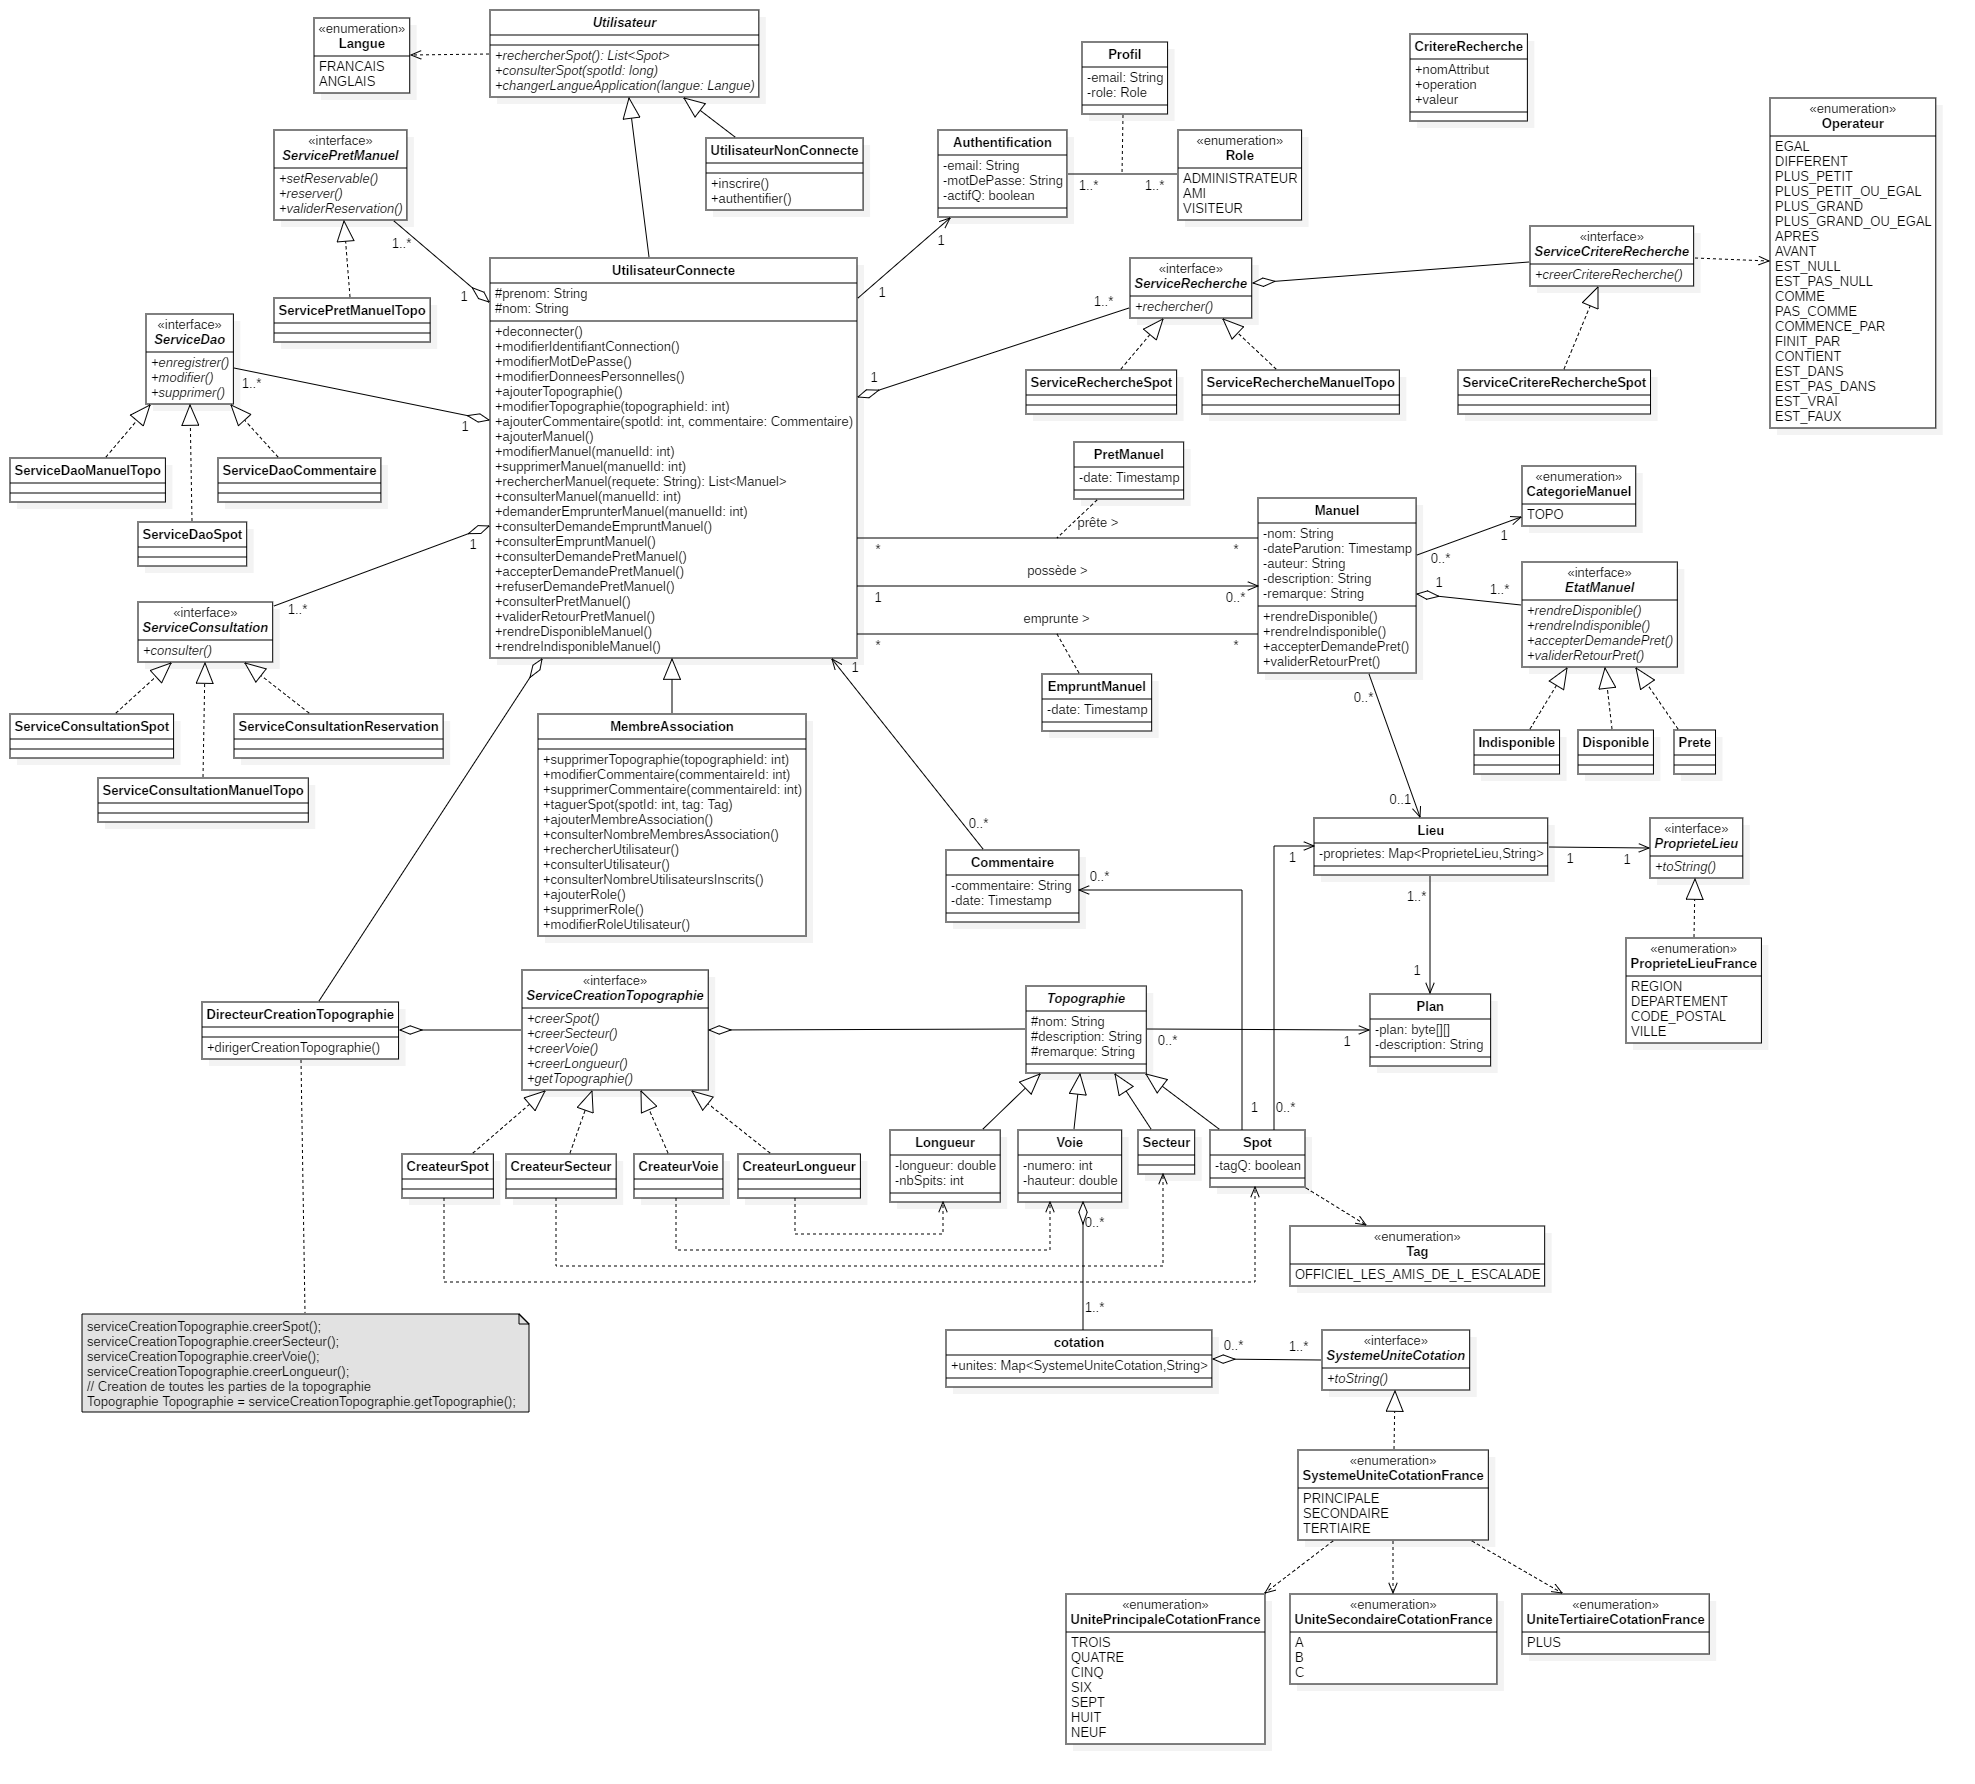 Utilisateur
+rechercherSpot(): List<Spot>
+consulterSpot(spotId: long)
+changerLangueApplication(langue: Langue)
«enumeration»
Langue
FRANCAIS
ANGLAIS
Profil
-email: String
-role: Role
CritereRecherche
+nomAttribut
+operation
+valeur
«enumeration»
Operateur
EGAL
DIFFERENT
PLUS_PETIT
PLUS_PETIT_OU_EGAL
PLUS_GRAND
PLUS_GRAND_OU_EGAL
APRES
AVANT
EST_NULL
EST_PAS_NULL
COMME
PAS_COMME
COMMENCE_PAR
FINIT_PAR
CONTIENT
EST_DANS
EST_PAS_DANS
EST_VRAI
EST_FAUX
«interface»
ServicePretManuel
+setReservable()
+reserver()
+validerReservation()
UtilisateurNonConnecte
+inscrire()
+authentifier()
Authentification
-email: String
-motDePasse: String
-actifQ: boolean
1..*
1..*
«enumeration»
Role
ADMINISTRATEUR
AMI
VISITEUR
1..*
1
1
1
ServicePretManuelTopo
«interface»
ServiceRecherche
+rechercher()
«interface»
ServiceCritereRecherche
+creerCritereRecherche()
1..*
1
ServiceRechercheSpot
ServiceRechercheManuelTopo
ServiceCritereRechercheSpot
UtilisateurConnecte
#prenom: String
#nom: String
+deconnecter()
+modifierIdentifiantConnection()
+modifierMotDePasse()
+modifierDonneesPersonnelles()
+ajouterTopographie()
+modifierTopographie(topographieId: int)
+ajouterCommentaire(spotId: int, commentaire: Commentaire)
+ajouterManuel()
+modifierManuel(manuelId: int)
+supprimerManuel(manuelId: int)
+rechercherManuel(requete: String): List<Manuel>
+consulterManuel(manuelId: int)
+demanderEmprunterManuel(manuelId: int)
+consulterDemandeEmpruntManuel()
+consulterEmpruntManuel()
+consulterDemandePretManuel()
+accepterDemandePretManuel()
+refuserDemandePretManuel()
+consulterPretManuel()
+validerRetourPretManuel()
+rendreDisponibleManuel()
+rendreIndisponibleManuel()
«interface»
ServiceDao
+enregistrer()
+modifier()
+supprimer()
1..*
1
ServiceDaoManuelTopo
ServiceDaoCommentaire
ServiceDaoSpot
1
1..*
«interface»
ServiceConsultation
+consulter()
ServiceConsultationSpot
ServiceConsultationReservation
ServiceConsultationManuelTopo
PretManuel
-date: Timestamp
prête >
*
*
possède >
1
0..*
emprunte >
*
*
EmpruntManuel
-date: Timestamp
Manuel
-nom: String
-dateParution: Timestamp
-auteur: String
-description: String
-remarque: String
+rendreDisponible()
+rendreIndisponible()
+accepterDemandePret()
+validerRetourPret()
«enumeration»
CategorieManuel
TOPO
1
0..*
1
1..*
«interface»
EtatManuel
+rendreDisponible()
+rendreIndisponible()
+accepterDemandePret()
+validerRetourPret()
Indisponible
Disponible
Prete
0..*
0..1
MembreAssociation
+supprimerTopographie(topographieId: int)
+modifierCommentaire(commentaireId: int)
+supprimerCommentaire(commentaireId: int)
+taguerSpot(spotId: int, tag: Tag)
+ajouterMembreAssociation()
+consulterNombreMembresAssociation()
+rechercherUtilisateur()
+consulterUtilisateur()
+consulterNombreUtilisateursInscrits()
+ajouterRole()
+supprimerRole()
+modifierRoleUtilisateur()
1
0..*
Commentaire
-commentaire: String
-date: Timestamp
0..*
Lieu
-proprietes: Map<ProprieteLieu,String>
1
1
1
«interface»
ProprieteLieu
+toString()
1..*
1
«enumeration»
ProprieteLieuFrance
REGION
DEPARTEMENT
CODE_POSTAL
VILLE
DirecteurCreationTopographie
+dirigerCreationTopographie()
«interface»
ServiceCreationTopographie
+creerSpot()
+creerSecteur()
+creerVoie()
+creerLongueur()
+getTopographie()
Topographie
#nom: String
#description: String
#remarque: String
0..*
1
Plan
-plan: byte[][]
-description: String
1
0..*
CreateurSpot
CreateurSecteur
CreateurVoie
CreateurLongueur
Longueur
-longueur: double
-nbSpits: int
Voie
-numero: int
-hauteur: double
Secteur
Spot
-tagQ: boolean
0..*
«enumeration»
Tag
OFFICIEL_LES_AMIS_DE_L_ESCALADE
1..*
serviceCreationTopographie.creerSpot();
serviceCreationTopographie.creerSecteur();
serviceCreationTopographie.creerVoie();
serviceCreationTopographie.creerLongueur();
// Creation de toutes les parties de la topographie
Topographie Topographie = serviceCreationTopographie.getTopographie();
cotation
+unites: Map<SystemeUniteCotation,String>
0..*
1..*
«interface»
SystemeUniteCotation
+toString()
«enumeration»
SystemeUniteCotationFrance
PRINCIPALE
SECONDAIRE
TERTIAIRE
«enumeration»
UnitePrincipaleCotationFrance
TROIS
QUATRE
CINQ
SIX
SEPT
HUIT
NEUF
«enumeration»
UniteSecondaireCotationFrance
A
B
C
«enumeration»
UniteTertiaireCotationFrance
PLUS